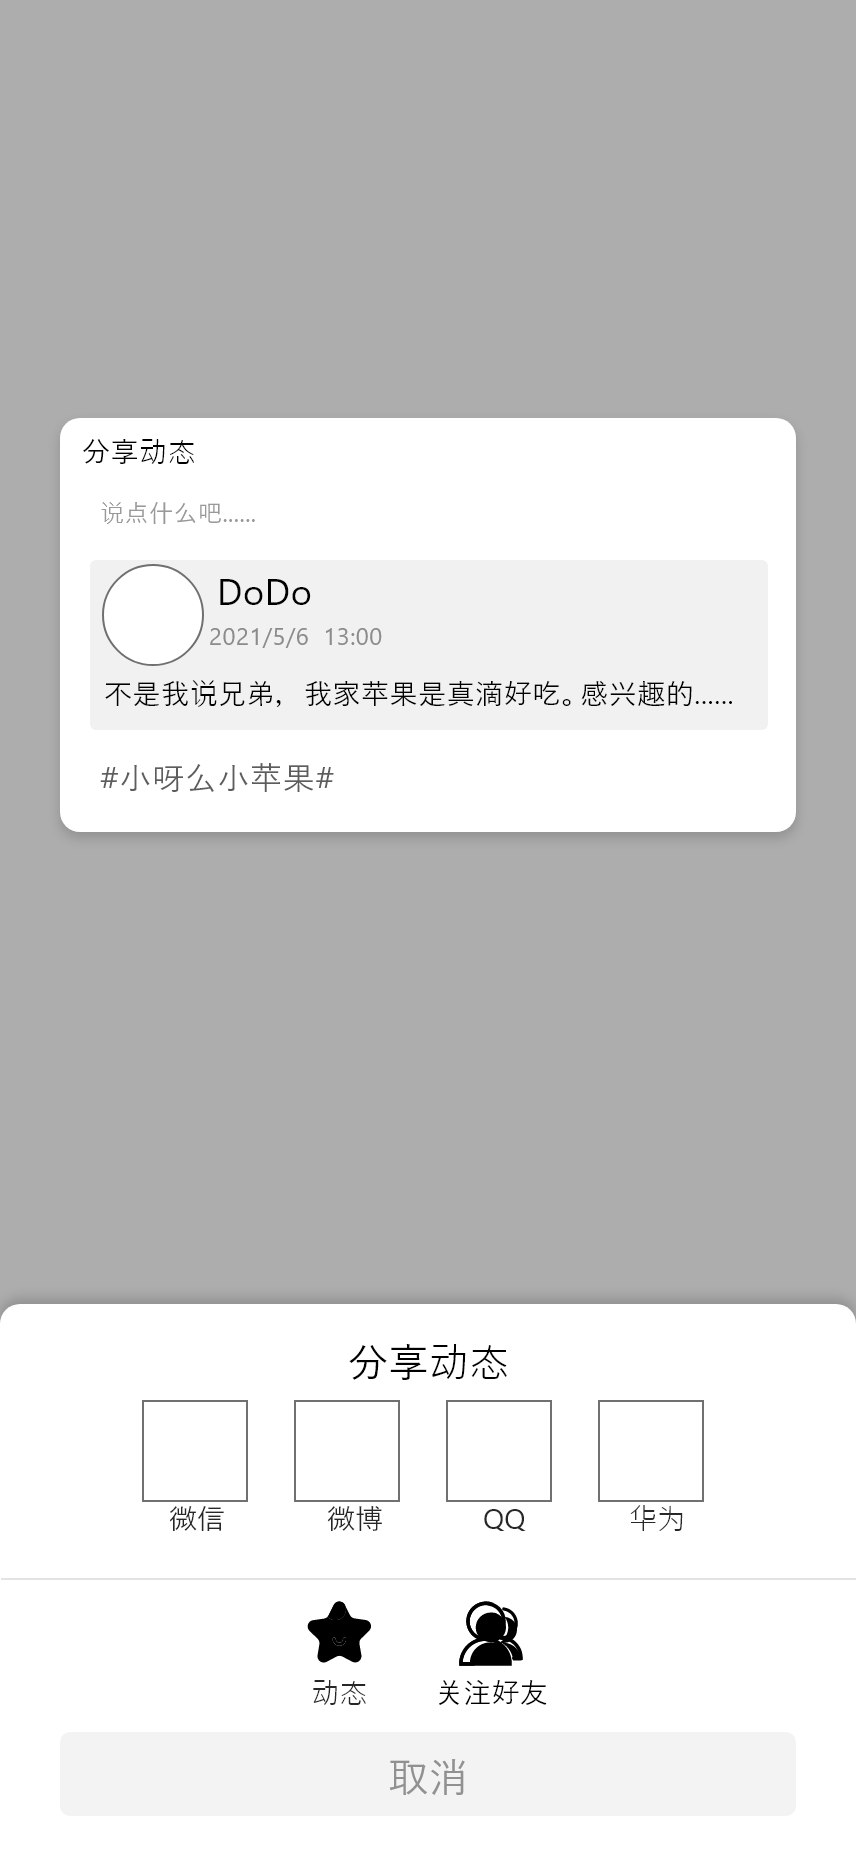 分享动态
说点什么吧......
DoDo
2021/5/6 13:00
不是我说兄弟，我家苹果是真滴好吃。感兴趣的......
#小呀么小苹果#
分享动态
微信 微博 QQ 华为
动态 关注好友
取消